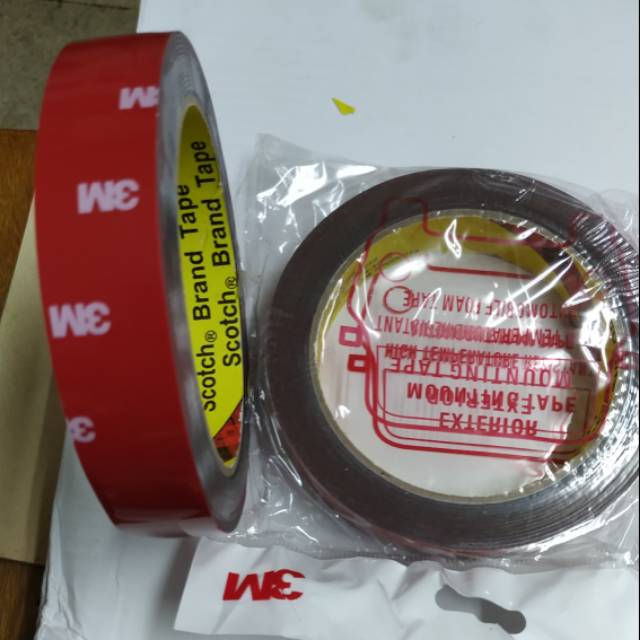 3M
3M
3M
3M
Scotch® Brand Tape
Scotch® Brand Tape
EXTERIOR
MOUNTING TAPE
HIGH TEMPERATURE RESISTANT
AUTOMOBILE FOAM TAPE
3M